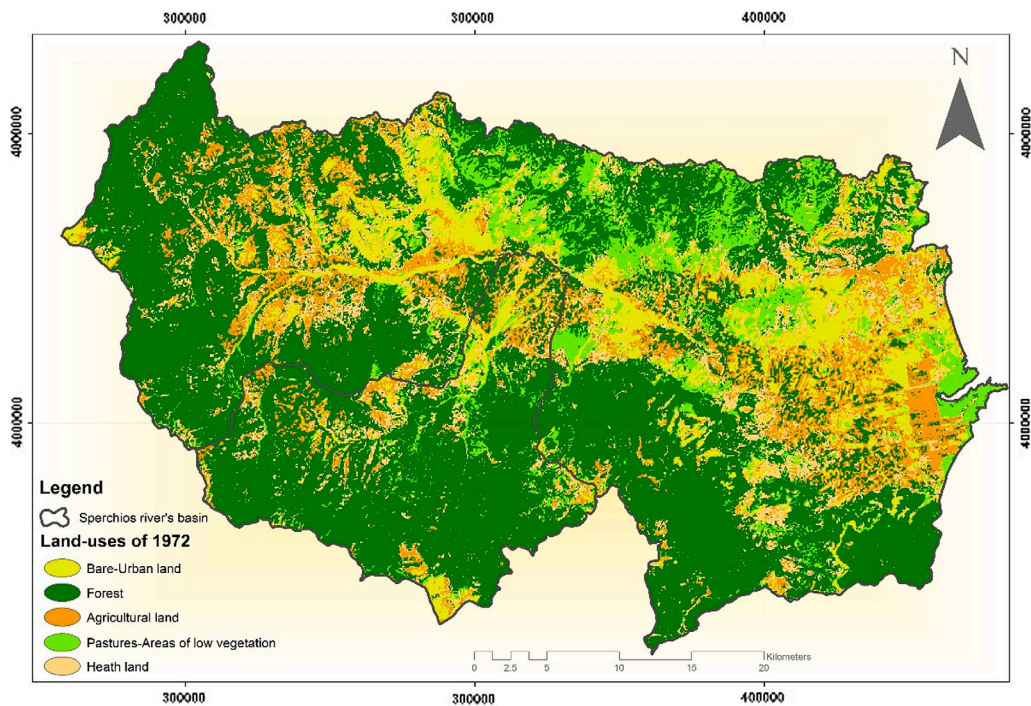 300000 300000 400000
N
4000000 4000000
4000000 4000000
Legend
Sperchios river's basin
Land-uses of 1972
Bare-Urban land
Forest
Agricultural land
Pastures-Areas of low vegetation
Heath land
Kilometers
0 2.5 5 10 15 20
300000 300000 400000